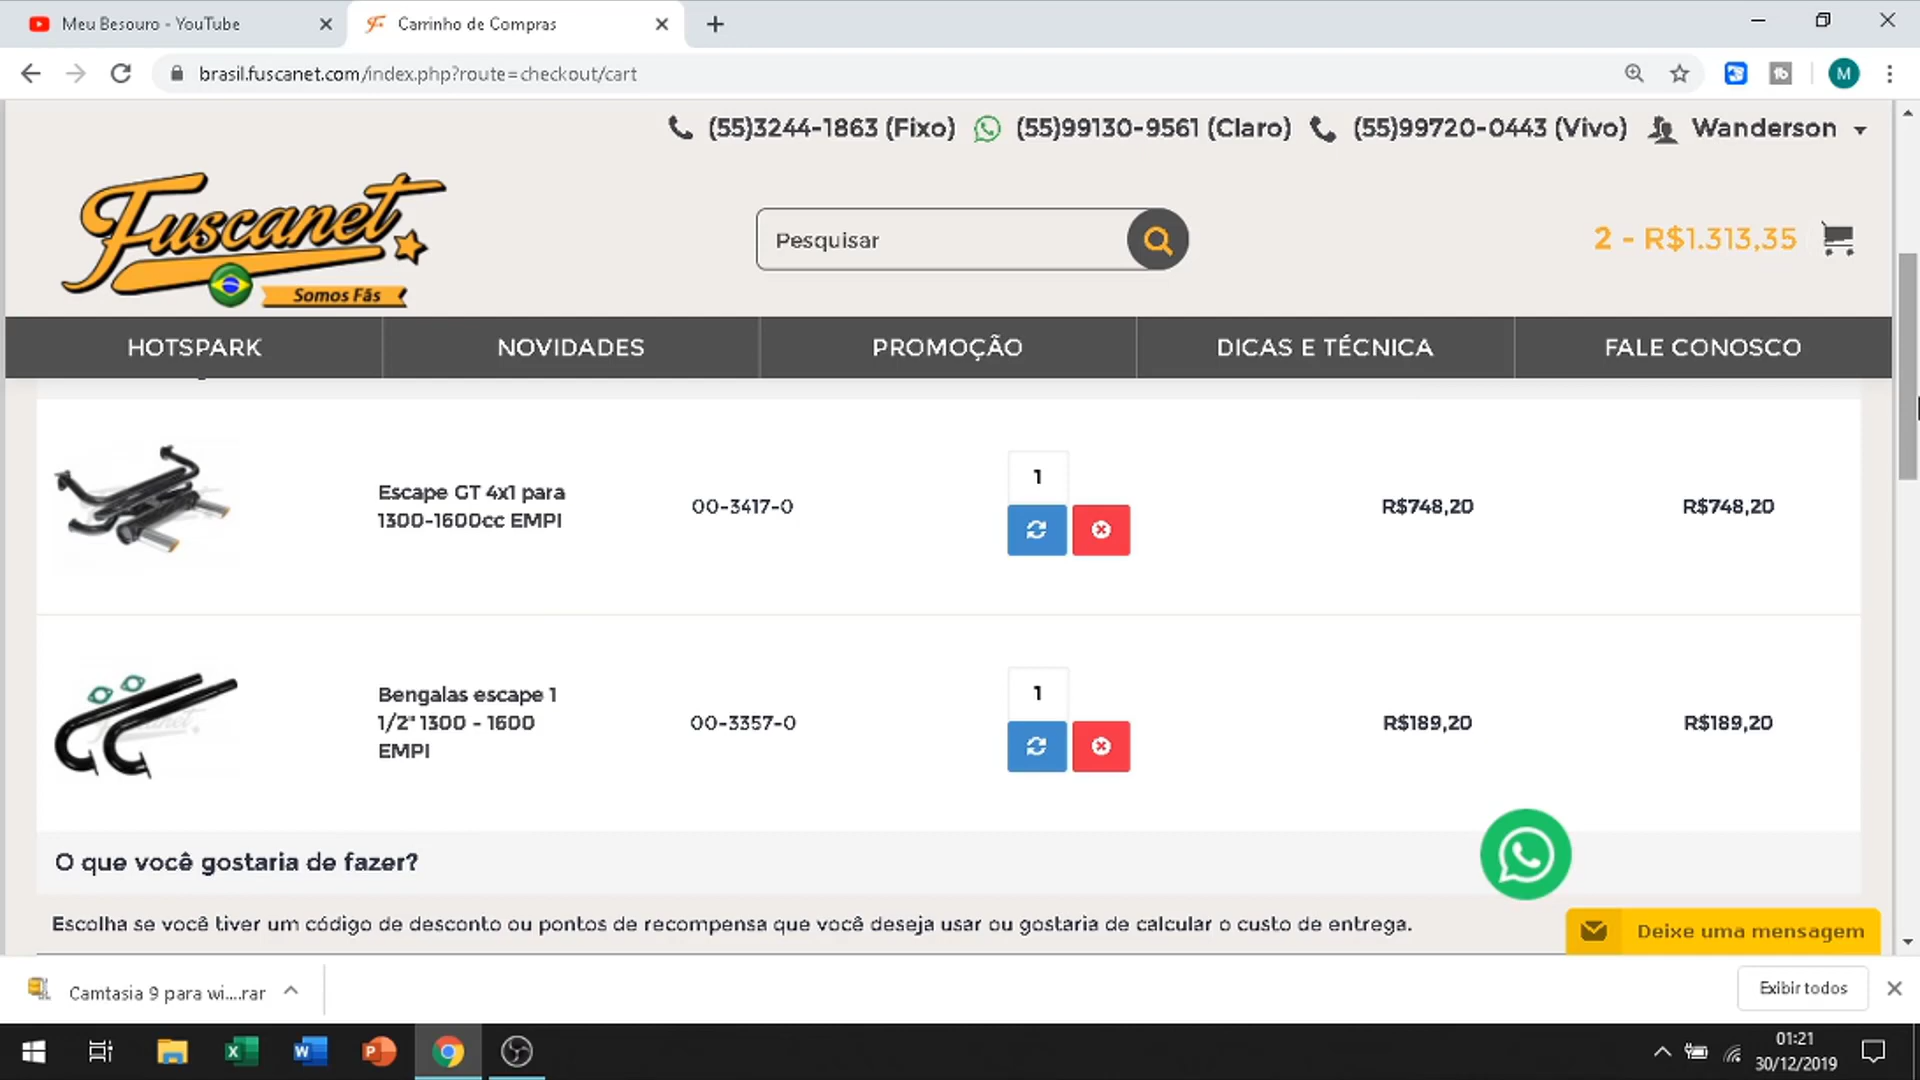 Meu Besouro - YouTube
Carrinho de Compras
brasil.fuscanet.com/index.php?route=checkout/cart
M
(55)3244-1863 (Fixo) (55)99130-9561 (Claro) (55)99720-0443 (Vivo) Wanderson
Fuscanet
Somos Fãs
Pesquisar
2 - R$1.313,35
HOTSPARK NOVIDADES PROMOÇÃO DICAS E TÉCNICA FALE CONOSCO
Escape GT 4x1 para
1300-1600cc EMPI
00-3417-0
1
R$748,20
R$748,20
Bengalas escape 1
1/2" 1300 - 1600
EMPI
00-3357-0
1
R$189,20
R$189,20
O que você gostaria de fazer?
Escolha se você tiver um código de desconto ou pontos de recompensa que você deseja usar ou gostaria de calcular o custo de entrega.
Deixe uma mensagem
Camtasia 9 para wi....rar
Exibir todos
01:21
30/12/2019